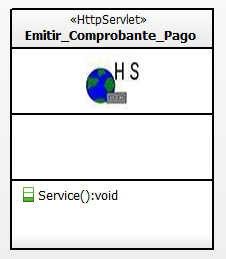 «HttpServlet»
Emitir_Comprobante_Pago
H S
Service():void